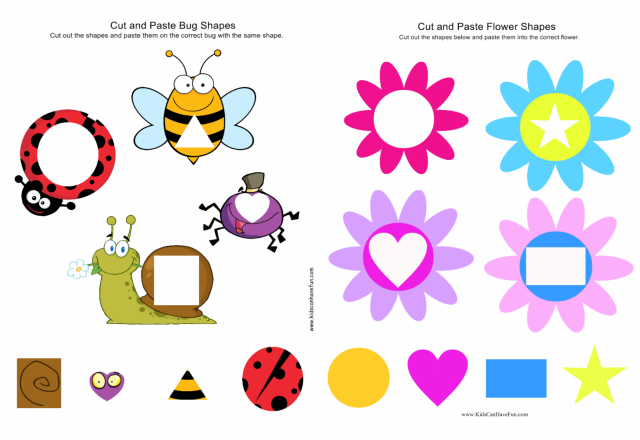 Cut and Paste Bug Shapes
Cut out the shapes and paste them on the correct bug with the same shape.
www.kidscanhavefun.com
Cut and Paste Flower Shapes
Cut out the shapes below and paste them into the correct flower.
www.KidsCanHaveFun.com